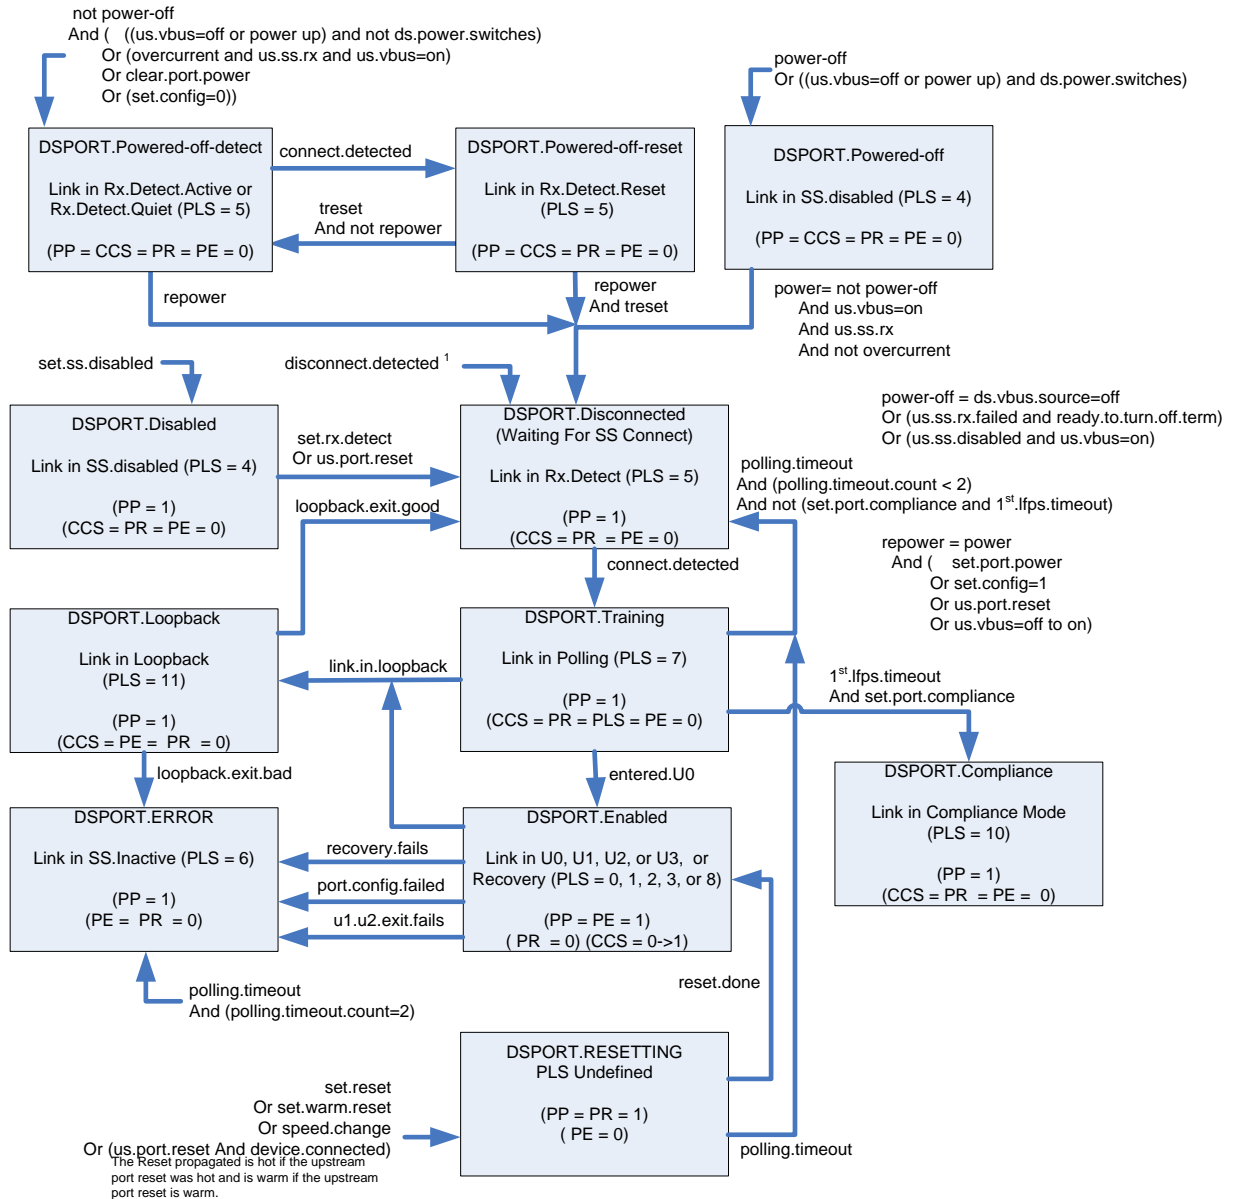 not power-off
And (   ((us.vbus=off or power up) and not ds.power.switches)
Or (overcurrent and us.ss.rx and us.vbus=on)
Or clear.port.power
Or (set.config=0))
power-off
Or ((us.vbus=off or power up) and ds.power.switches)
DSPORT.Powered-off-detect
Link in Rx.Detect.Active or
Rx.Detect.Quiet (PLS = 5)
(PP = CCS = PR = PE = 0)
connect.detected
treset
And not repower
DSPORT.Powered-off-reset
Link in Rx.Detect.Reset
(PLS = 5)
(PP = CCS = PR = PE = 0)
DSPORT.Powered-off
Link in SS.disabled (PLS = 4)
(PP = CCS = PR = PE = 0)
repower
repower
And treset
power= not power-off
And us.vbus=on
And us.ss.rx
And not overcurrent
set.ss.disabled
disconnect.detected 1
DSPORT.Disabled
Link in SS.disabled (PLS = 4)
(PP = 1)
(CCS = PR = PE = 0)
set.rx.detect
Or us.port.reset
loopback.exit.good
DSPORT.Disconnected
(Waiting For SS Connect)
Link in Rx.Detect (PLS = 5)
(PP = 1)
(CCS = PR  = PE = 0)
power-off = ds.vbus.source=off
Or (us.ss.rx.failed and ready.to.turn.off.term)
Or (us.ss.disabled and us.vbus=on)
polling.timeout
And (polling.timeout.count < 2)
And not (set.port.compliance and 1st.lfps.timeout)
repower = power
And (    set.port.power
Or set.config=1
Or us.port.reset
Or us.vbus=off to on)
connect.detected
DSPORT.Loopback
Link in Loopback
(PLS = 11)
(PP = 1)
(CCS = PE =  PR  = 0)
link.in.loopback
DSPORT.Training
Link in Polling (PLS = 7)
(PP = 1)
(CCS = PR = PLS = PE = 0)
1st.lfps.timeout
And set.port.compliance
loopback.exit.bad
entered.U0
DSPORT.Compliance
Link in Compliance Mode
(PLS = 10)
(PP = 1)
(CCS = PR  = PE =  0)
DSPORT.ERROR
Link in SS.Inactive (PLS = 6)
(PP = 1)
(PE =  PR  = 0)
recovery.fails
port.config.failed
u1.u2.exit.fails
DSPORT.Enabled
Link in U0, U1, U2, or U3,  or
Recovery (PLS = 0, 1, 2, 3, or 8)
(PP = PE = 1)
( PR  = 0) (CCS = 0->1)
polling.timeout
And (polling.timeout.count=2)
reset.done
DSPORT.RESETTING
PLS Undefined
(PP = PR = 1)
( PE = 0)
set.reset
Or set.warm.reset
Or speed.change
Or (us.port.reset And device.connected)
The Reset propagated is hot if the upstream
port reset was hot and is warm if the upstream
port reset is warm.
polling.timeout